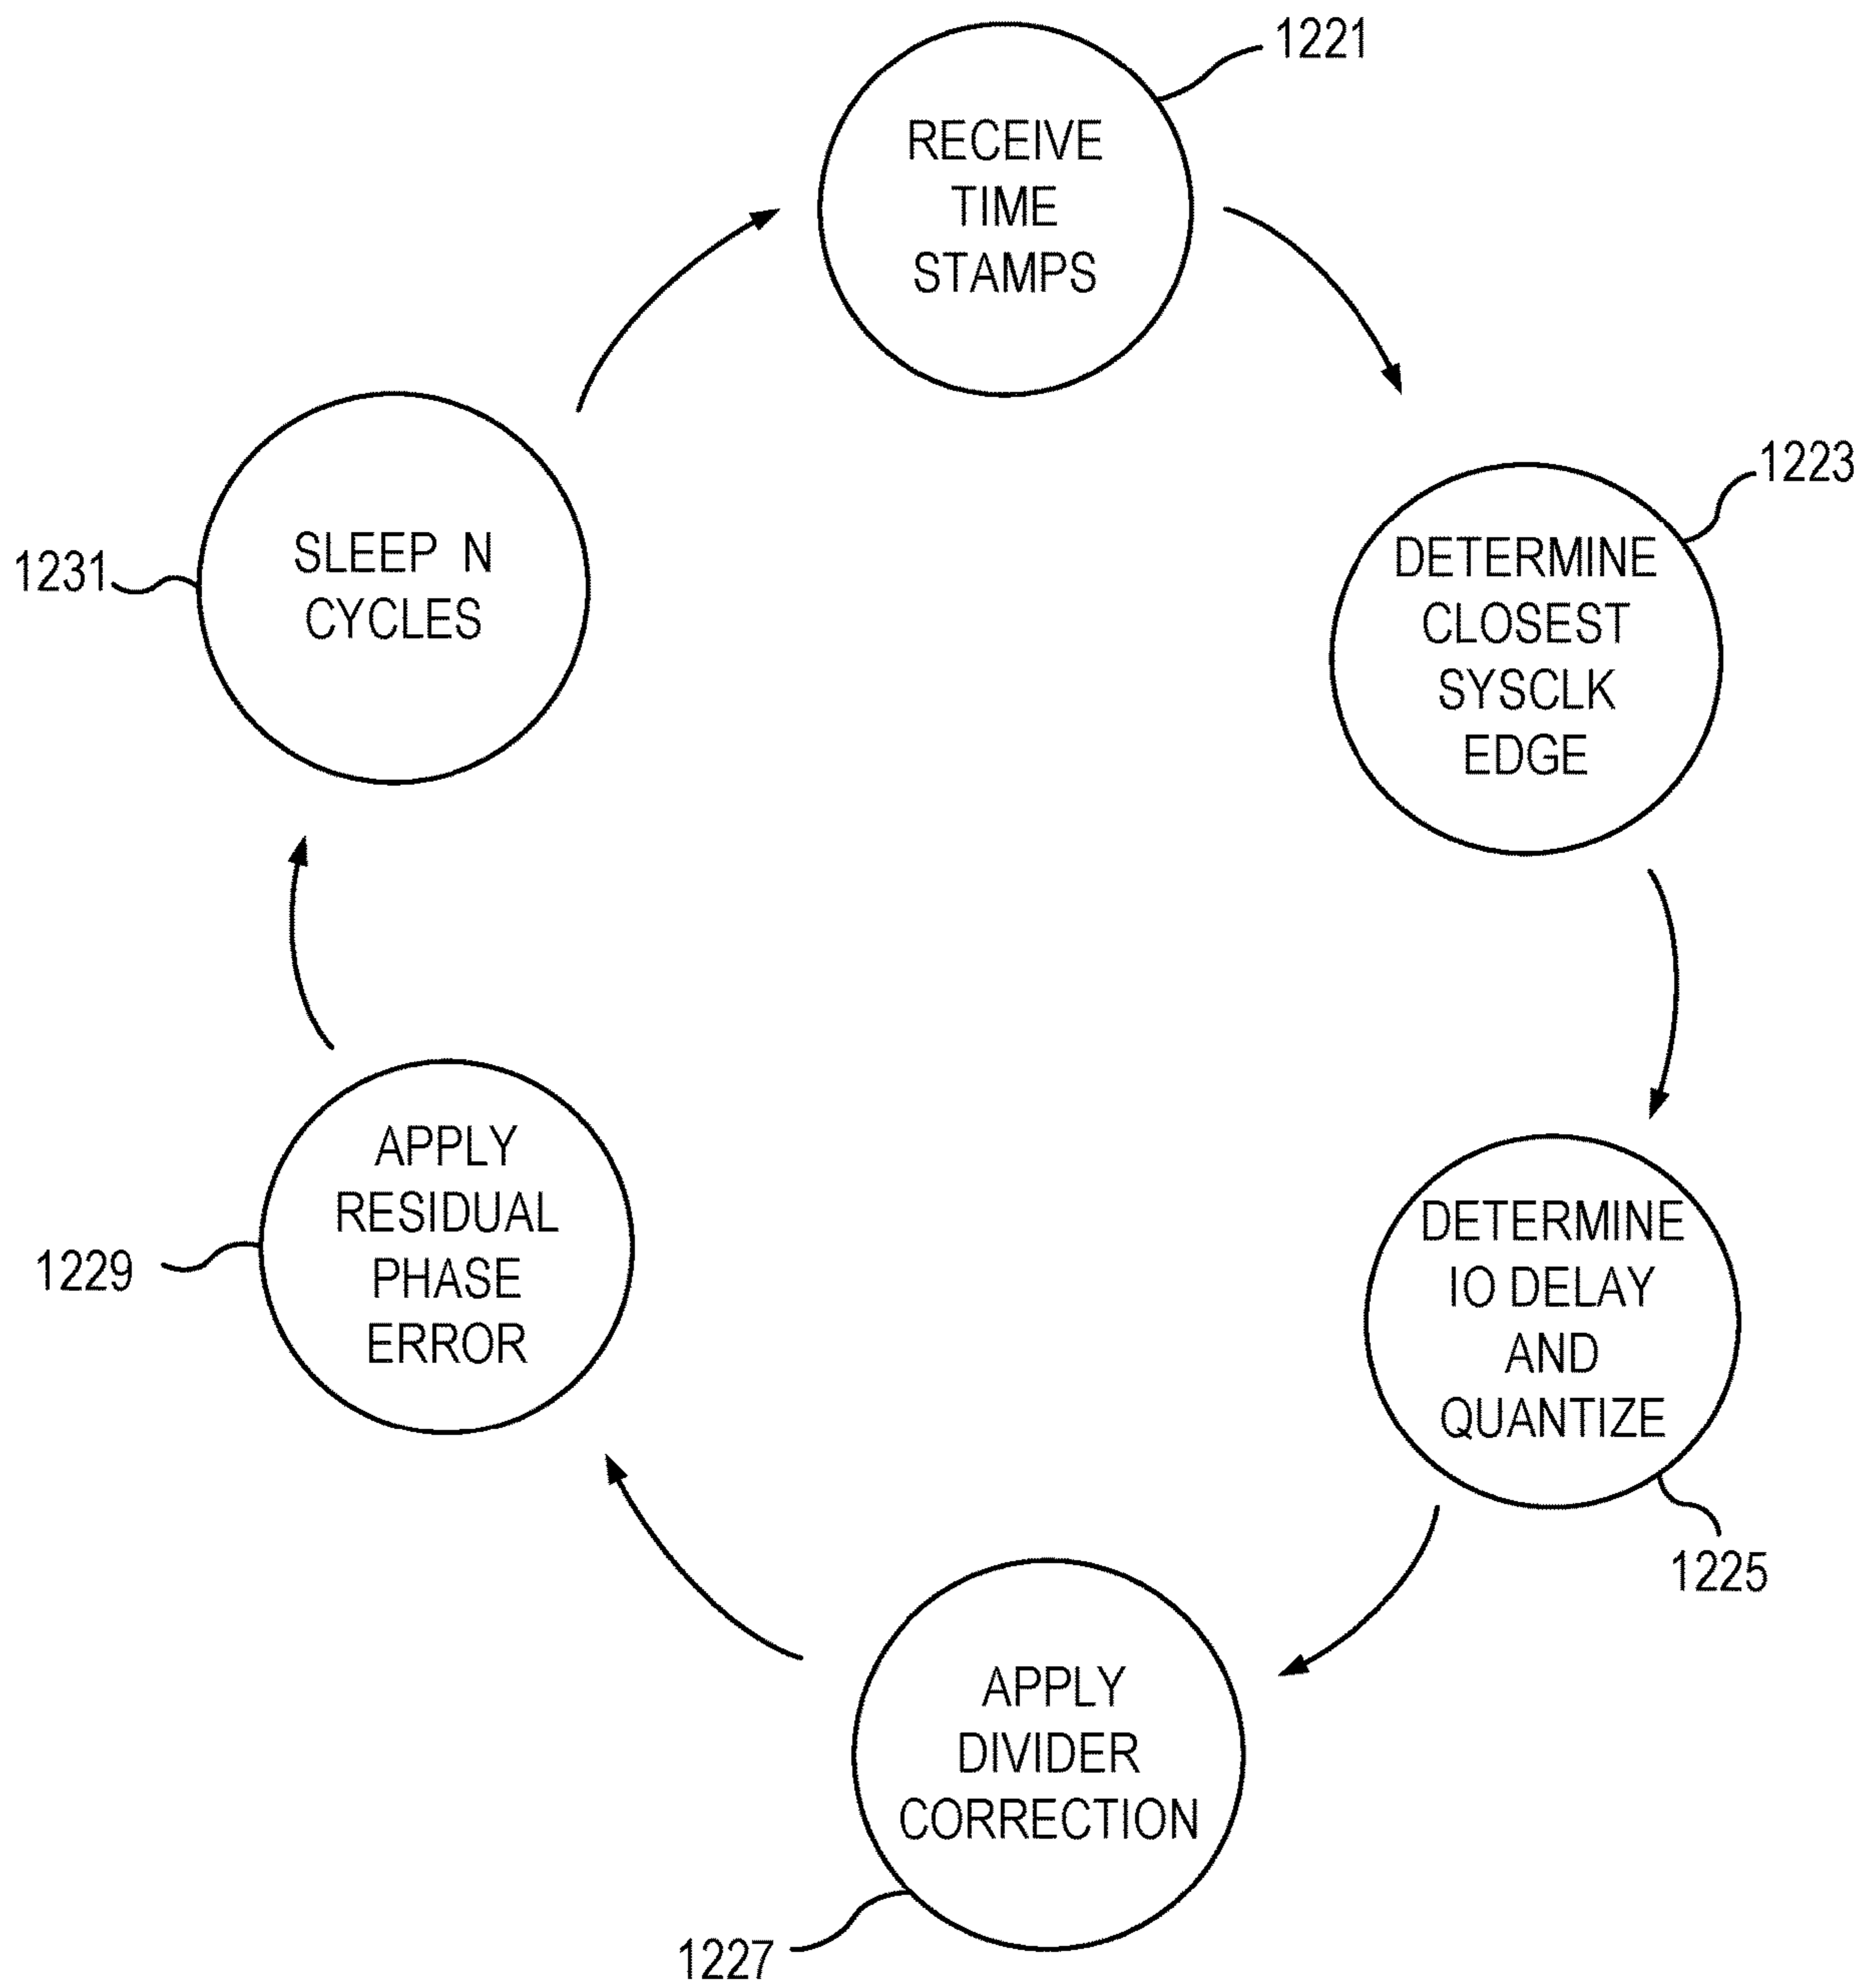 1221
RECEIVE
TIME
STAMPS
1223
DETERMINE
CLOSEST
SYSCLK
EDGE
DETERMINE
IO DELAY
AND
QUANTIZE
1225
APPLY
DIVIDER
CORRECTION
1227
APPLY
RESIDUAL
PHASE
ERROR
1229
SLEEP N
CYCLES
1231